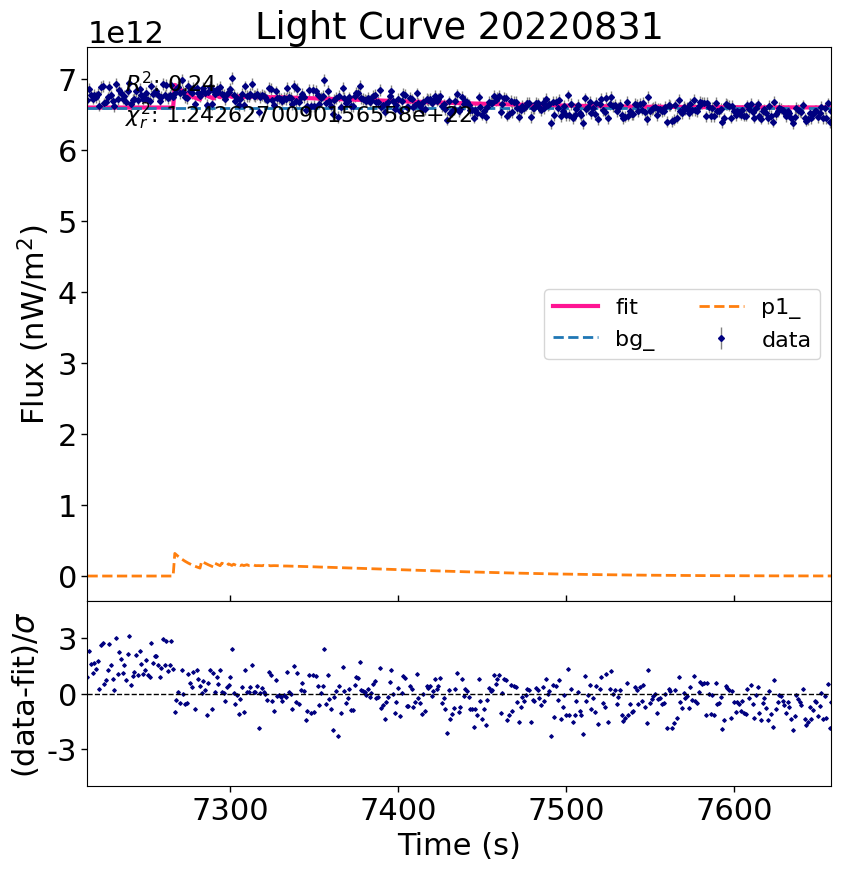 Light Curve 20220831
1e12
R²: 0.24
χ²ᵣ: 1.2426270090156558e+22
7
6
5
4
3
2
1
0
Flux (nW/m²)
fit
bg_
p1_
data
3
0
-3
(data-fit)/σ
7300 7400 7500 7600
Time (s)